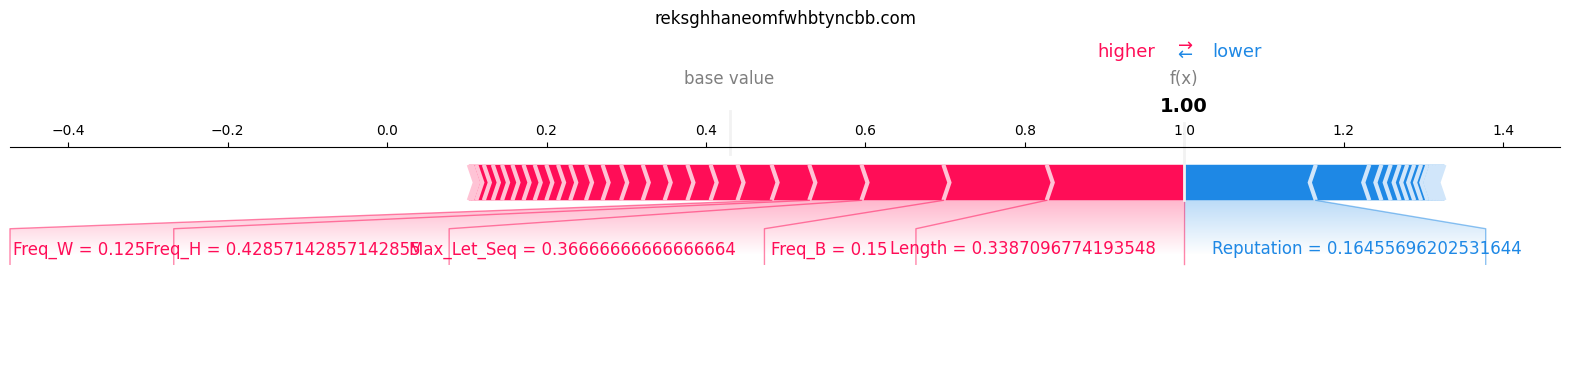 reksghhaneomfwhbtyncbb.com
higher ⇄ lower
base value f(x)
1.00
−0.4 −0.2 0.0 0.2 0.4 0.6 0.8 1.0 1.2 1.4
Freq_W = 0.125 Freq_H = 0.42857142857142855 Max_Let_Seq = 0.36666666666666664 Freq_B = 0.15 Length = 0.3387096774193548 Reputation = 0.16455696202531644